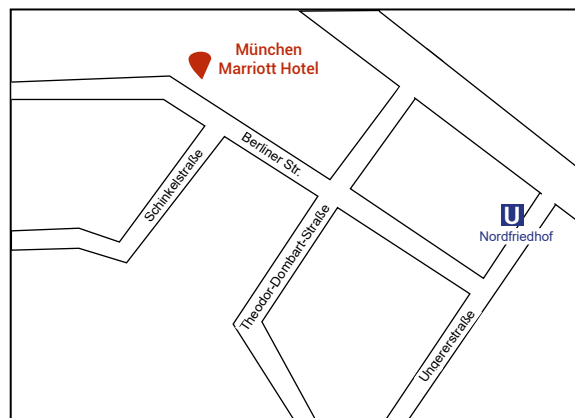 München
Marriott Hotel
Berliner Str.
Schinkelstraße
U
Nordfriedhof
Theodor-Dombart-Straße
Ungererstraße